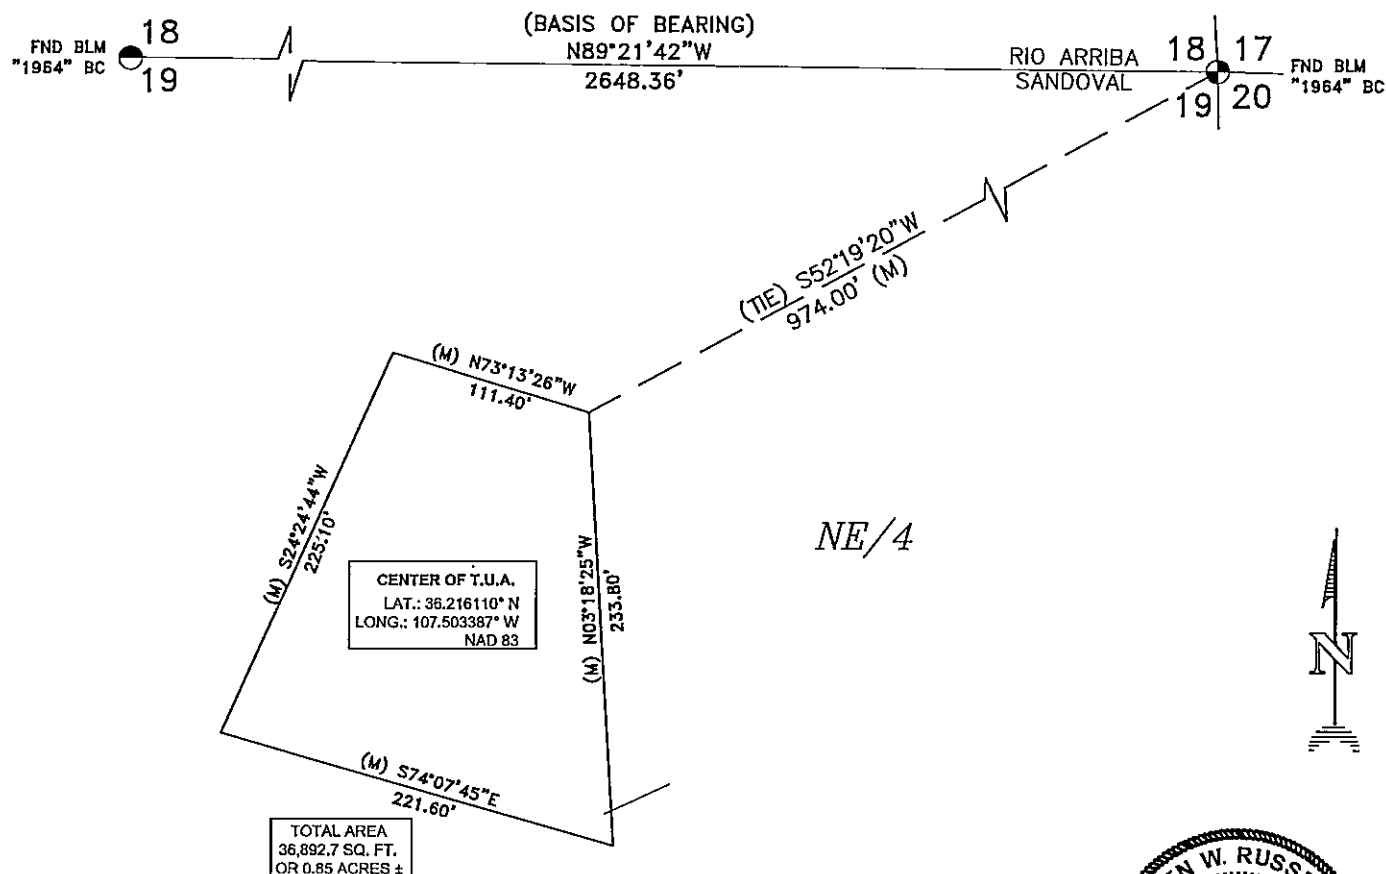 (BASIS OF BEARING)
N89°21'42"W
2648.36'
FND BLM
"1964" BC
18
19
RIO ARRIBA
SANDOVAL
18
17
19
20
FND BLM
"1964" BC
(TIE) S52°19'20"W
974.00' (M)
(M) N73°13'26"W
111.40'
(M) S24°24'44"W
225.10'
(M) N03°18'25"W
233.80'
NE/4
CENTER OF T.U.A.
LAT.: 36.216110° N
LONG.: 107.503387° W
NAD 83
N
(M) S74°07'45"E
221.60'
TOTAL AREA
36,892.7 SQ. FT.
OR 0.85 ACRES ±
W.